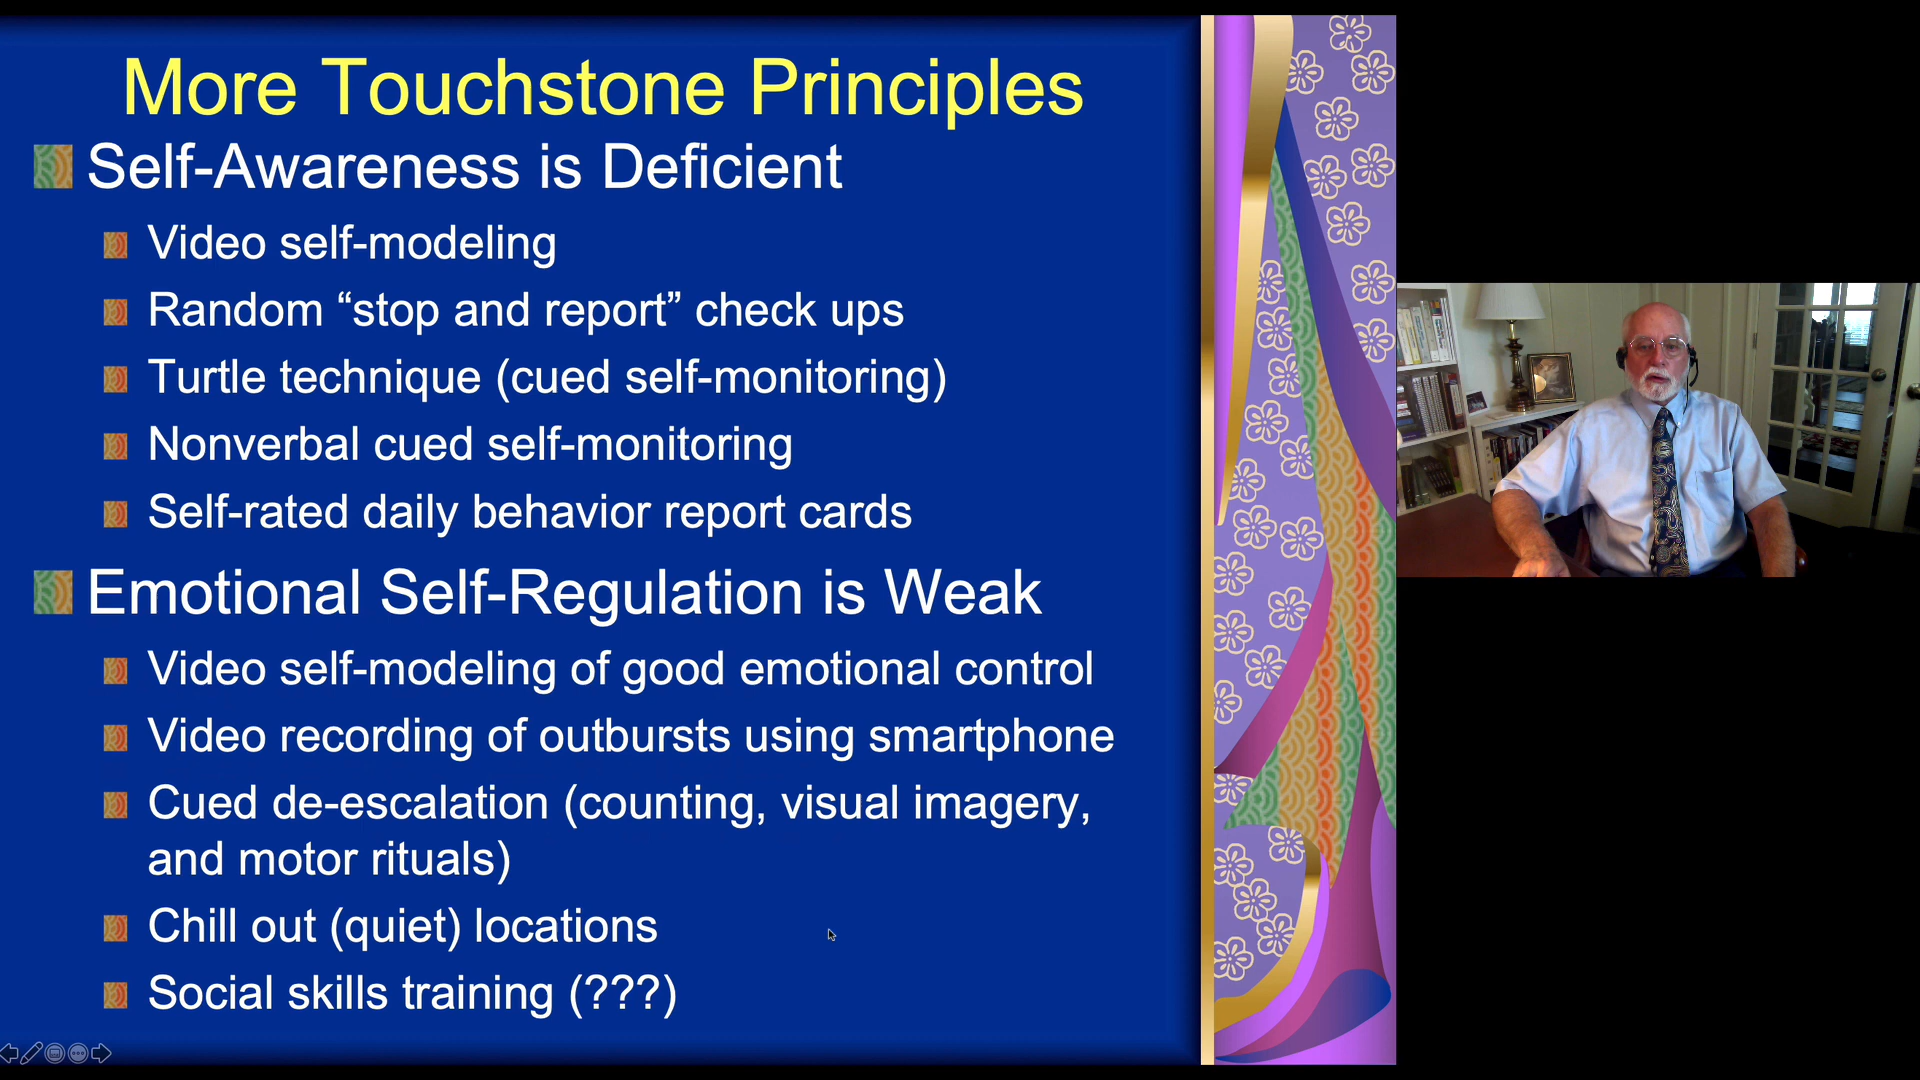 More Touchstone Principles
Self-Awareness is Deficient
Video self-modeling
Random “stop and report” check ups
Turtle technique (cued self-monitoring)
Nonverbal cued self-monitoring
Self-rated daily behavior report cards
Emotional Self-Regulation is Weak
Video self-modeling of good emotional control
Video recording of outbursts using smartphone
Cued de-escalation (counting, visual imagery,
and motor rituals)
Chill out (quiet) locations
Social skills training (???)